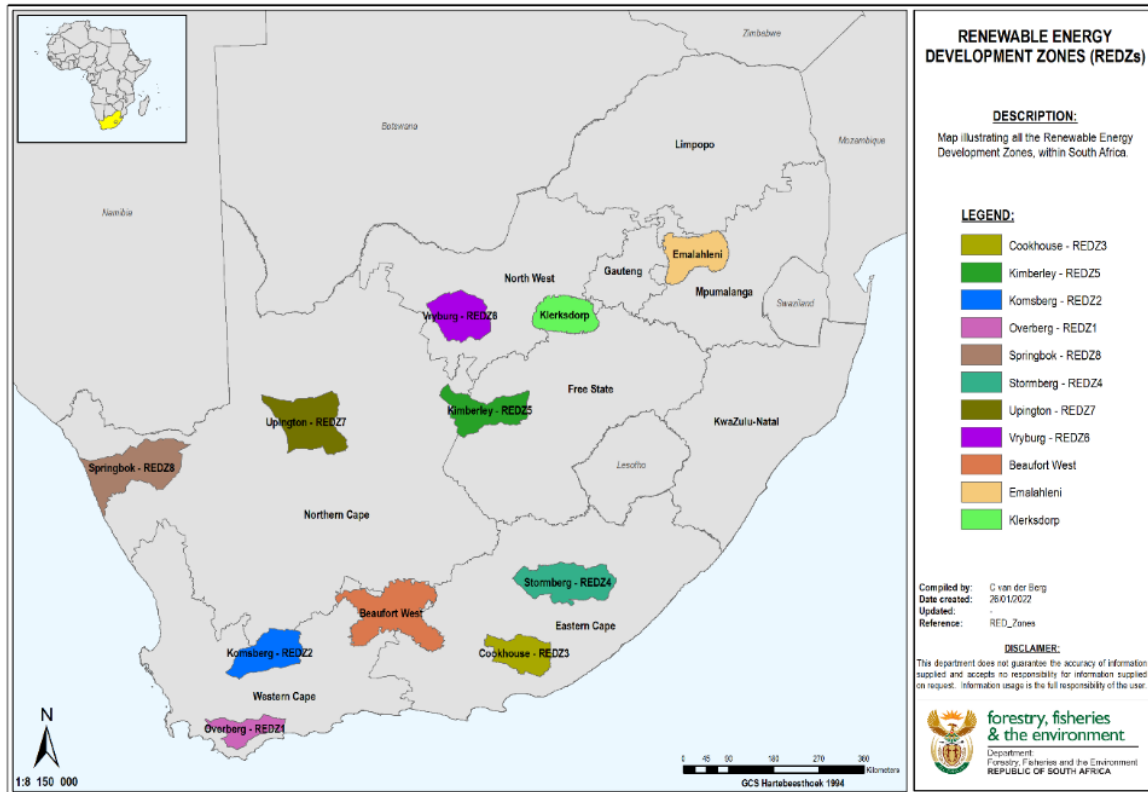 Zimbabwe
Botswana
Mozambique
Limpopo
Namibia
Emalahleni
Gauteng
North West
Mpumalanga
Swaziland
Vryburg - REDZ6
Klerksdorp
Free State
Kimberley - REDZ5
KwaZulu-Natal
Upington - REDZ7
Lesotho
Springbok - REDZ8
Northern Cape
Stormberg - REDZ4
Beaufort West
Eastern Cape
Komsberg - REDZ2
Cookhouse - REDZ3
Western Cape
Overberg - REDZ1
N
1:8 150 000
0 45 90 180 270 360
Kilometers
GCS Hartebeesthoek 1994
RENEWABLE ENERGY
DEVELOPMENT ZONES (REDZs)
DESCRIPTION:
Map illustrating all the Renewable Energy
Development Zones, within South Africa.
LEGEND:
Cookhouse - REDZ3
Kimberley - REDZ5
Komsberg - REDZ2
Overberg - REDZ1
Springbok - REDZ8
Stormberg - REDZ4
Upington - REDZ7
Vryburg - REDZ6
Beaufort West
Emalahleni
Klerksdorp
Compiled by: C van der Berg
Date created: 26/01/2022
Updated: -
Reference: RED_Zones
DISCLAIMER:
This department does not guarantee the accuracy of information
supplied and accepts no responsibility for information supplied
on request. Information usage is the full responsibility of the user.
forestry, fisheries
& the environment
Department:
Forestry, Fisheries and the Environment
REPUBLIC OF SOUTH AFRICA